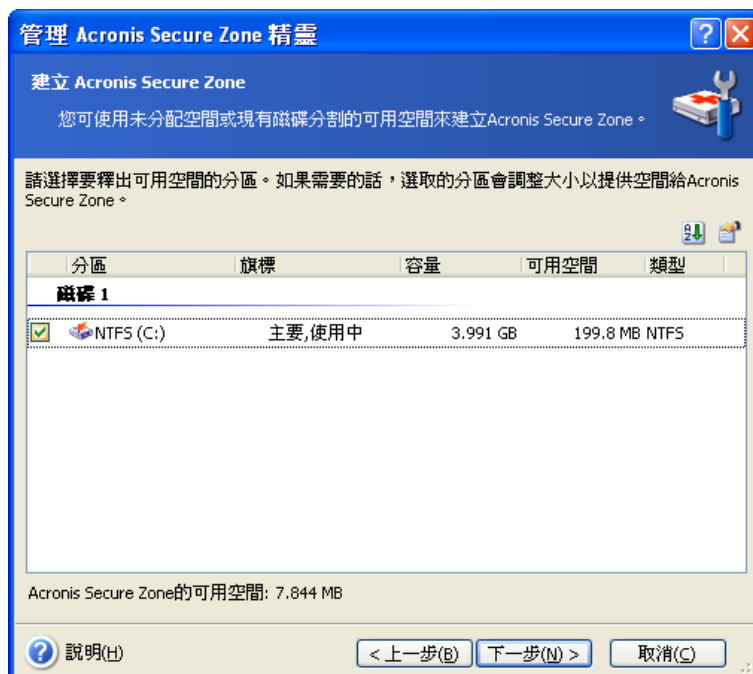 管理 Acronis Secure Zone 精靈
建立 Acronis Secure Zone
您可使用未分配空間或現有磁碟分割的可用空間來建立Acronis Secure Zone。
請選擇要釋出可用空間的分區。如果需要的話，選取的分區會調整大小以提供空間給Acronis
Secure Zone。
分區 旗標 容量 可用空間 類型
磁碟 1
NTFS (C:) 主要,使用中 3.991 GB 199.8 MB NTFS
Acronis Secure Zone的可用空間: 7.844 MB
說明(H) < 上一步(B) 下一步(N) > 取消(C)